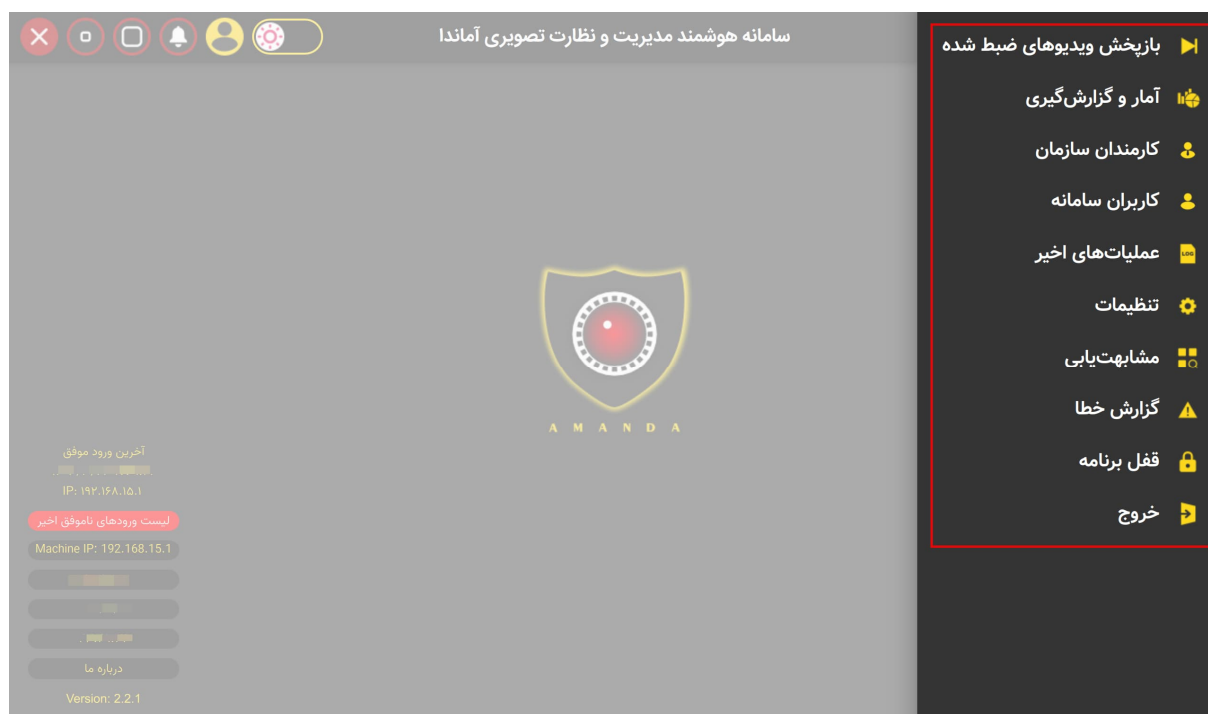 سامانه هوشمند مدیریت و نظارت تصویری آماندا
بازپخش ویدیوهای ضبط شده
آمار و گزارش‌گیری
کارمندان سازمان
کاربران سامانه
LOG
عملیات‌های اخیر
تنظیمات
مشابهت‌یابی
گزارش خطا
قفل برنامه
خروج
AMANDA
آخرین ورود موفق
IP: ۱۹۲.۱۶۸.۱۵.۱
لیست ورودهای ناموفق اخیر
Machine IP: 192.168.15.1
درباره ما
Version: 2.2.1